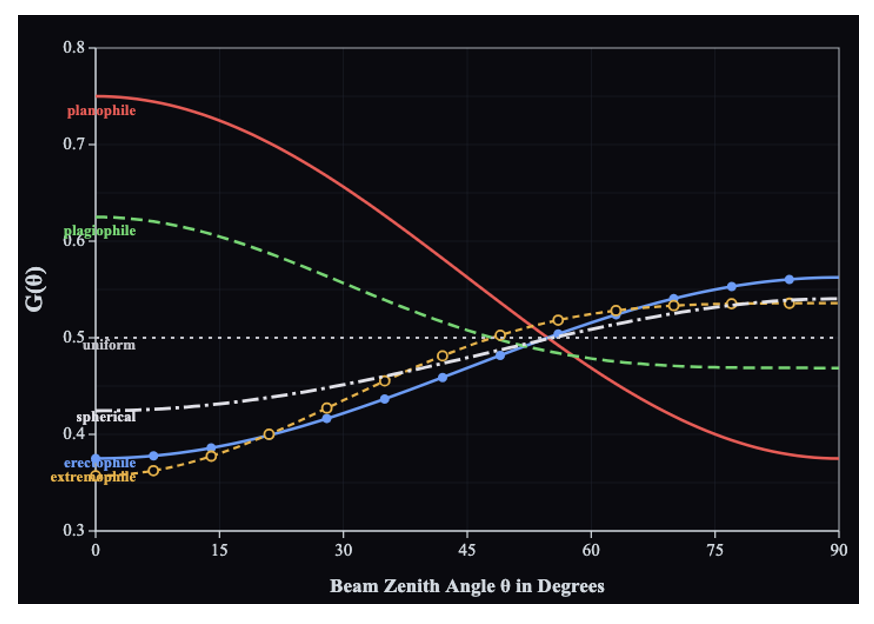 0.8
planophile
0.7
plagiophile
0.6
G(θ)
0.5
uniform
spherical
0.4
erectophile
extremophile
0.3
0 15 30 45 60 75 90
Beam Zenith Angle θ in Degrees